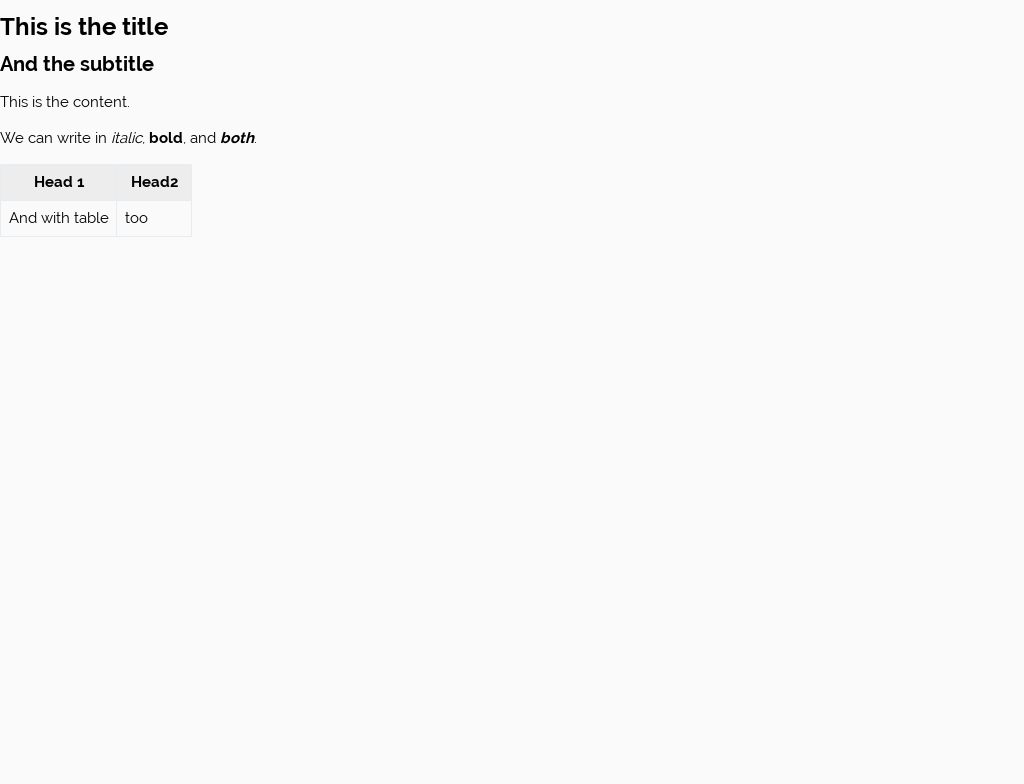 This is the title
And the subtitle
This is the content.
We can write in italic, bold, and both.
Head 1 Head2
And with table too